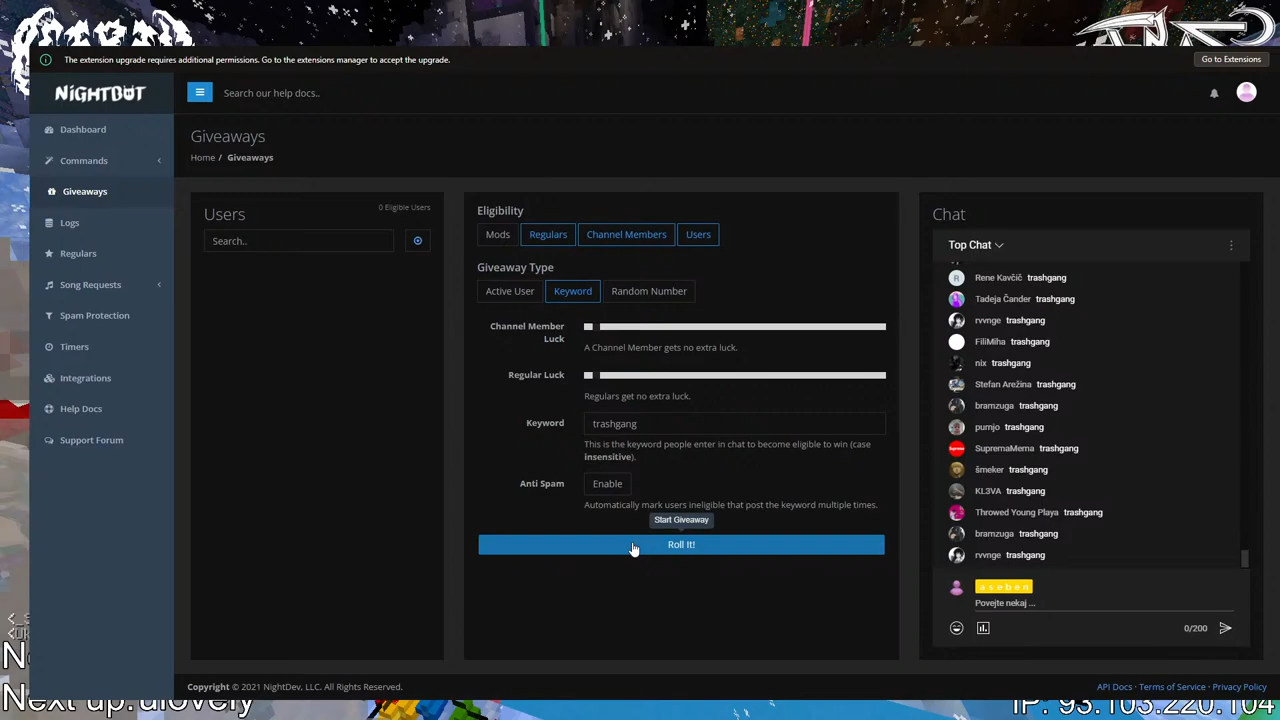 The extension upgrade requires additional permissions. Go to the extensions manager to accept the upgrade.
Go to Extensions
NIGHTBOT
Search our help docs..
Dashboard
Commands
Giveaways
Logs
Regulars
Song Requests
Spam Protection
Timers
Integrations
Help Docs
Support Forum
Giveaways
Home / Giveaways
Users
0 Eligible Users
Search..
Eligibility
Mods Regulars Channel Members Users
Giveaway Type
Active User Keyword Random Number
Channel Member Luck
A Channel Member gets no extra luck.
Regular Luck
Regulars get no extra luck.
Keyword
trashgang
This is the keyword people enter in chat to become eligible to win (case
insensitive).
Anti Spam
Enable
Automatically mark users ineligible that post the keyword multiple times.
Start Giveaway
Roll It!
Chat
Top Chat
Rene Kavčič trashgang
Tadeja Čander trashgang
rvvnge trashgang
FiliMiha trashgang
nix trashgang
Stefan Arežina trashgang
bramzuga trashgang
pumjo trashgang
SupremaMema trashgang
šmeker trashgang
KL3VA trashgang
Throwed Young Playa trashgang
bramzuga trashgang
rvvnge trashgang
Povejte nekaj ...
0/200
Copyright © 2021 NightDev, LLC. All Rights Reserved.
API Docs · Terms of Service · Privacy Policy
Next up:ulovely
IP: 93.103.220.104